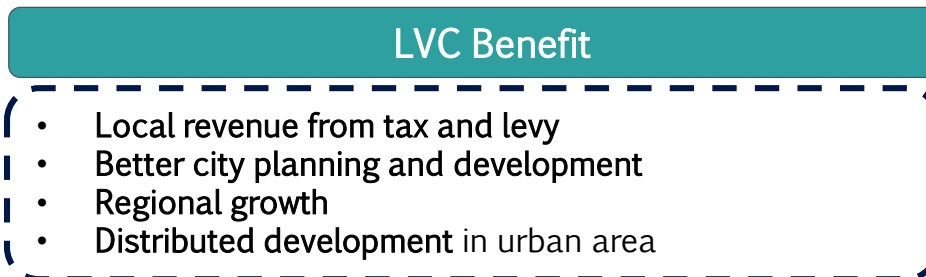 LVC Benefit
• Local revenue from tax and levy
• Better city planning and development
• Regional growth
• Distributed development in urban area